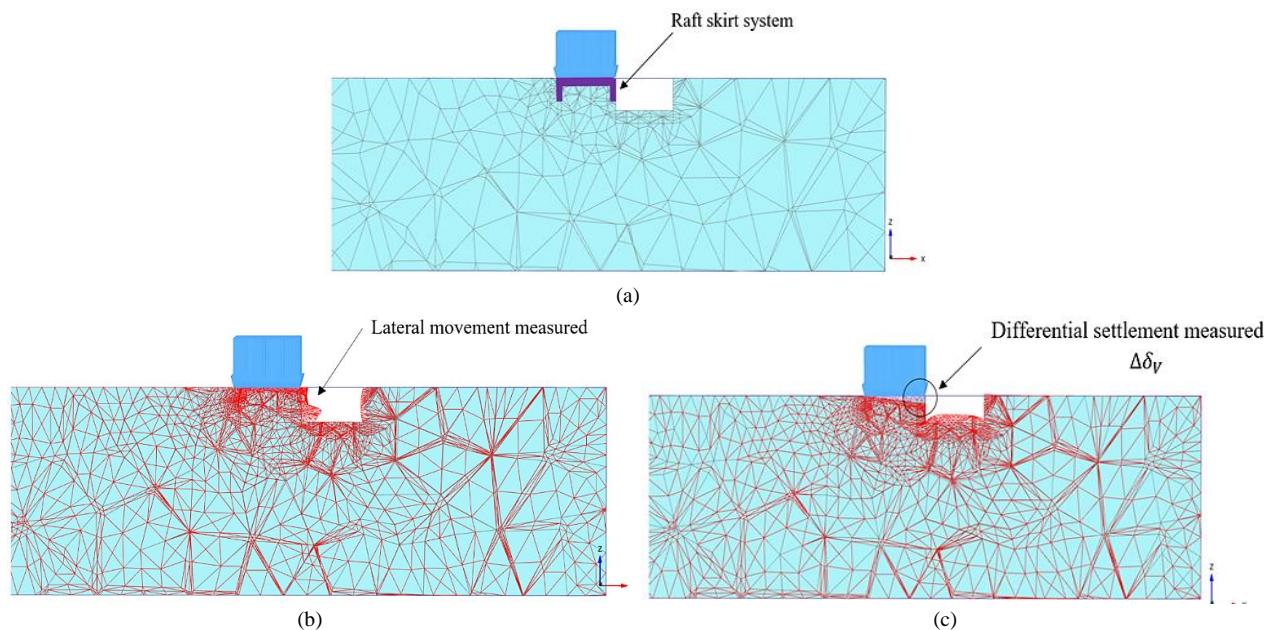 Raft skirt system
z
x
(a)
Lateral movement measured
z
(b)
Differential settlement measured
Δδ_V
z
(c)